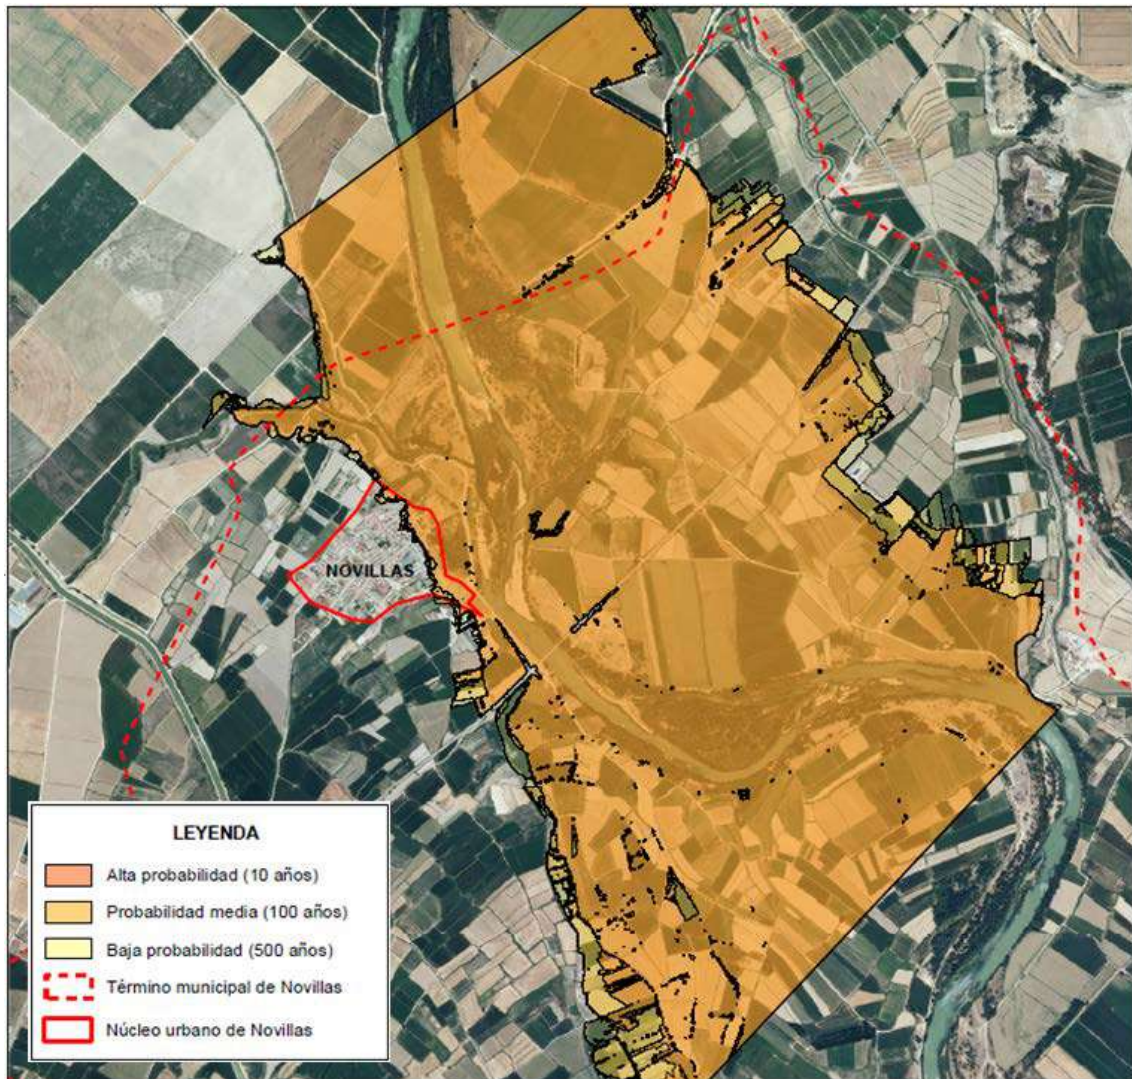 NOVILLAS
LEYENDA
Alta probabilidad (10 años)
Probabilidad media (100 años)
Baja probabilidad (500 años)
Término municipal de Novillas
Núcleo urbano de Novillas